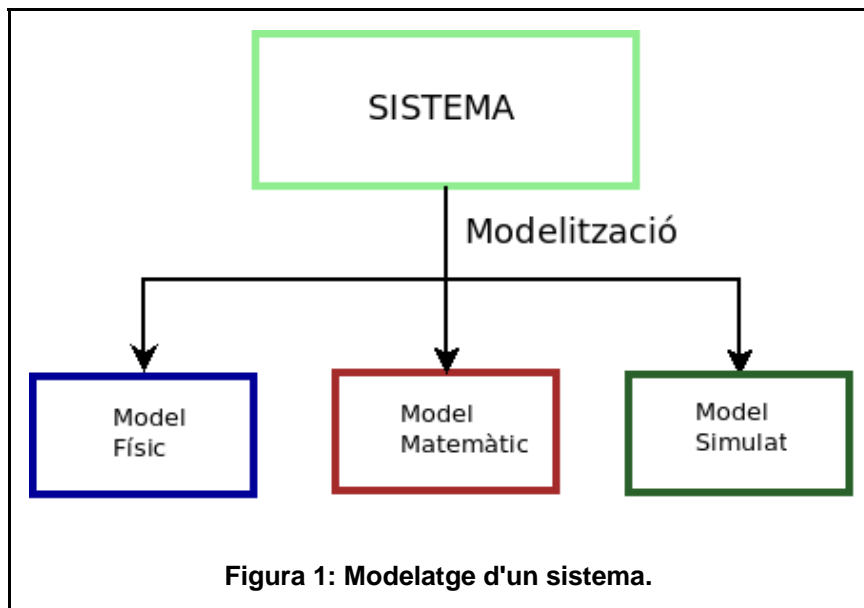 SISTEMA
Modelització
Model
Físic
Model
Matemàtic
Model
Simulat
Figura 1: Modelatge d'un sistema.